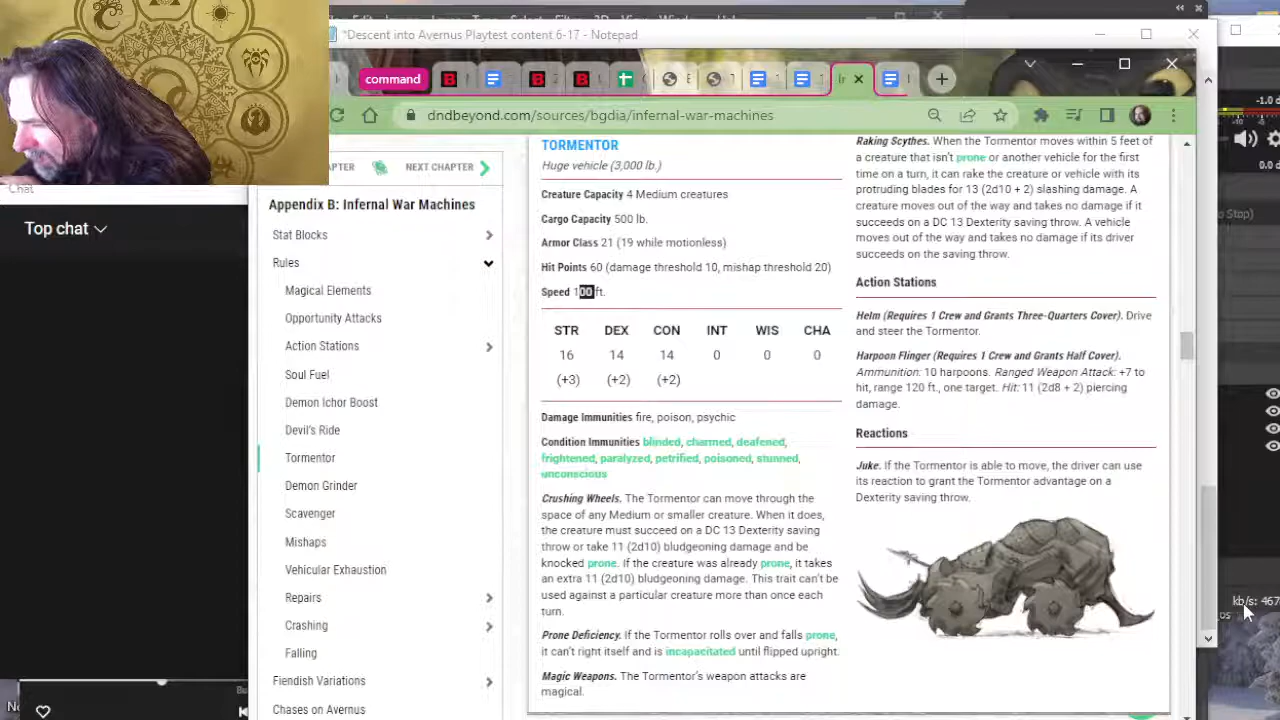 "Descent into Avernus Playtest content 6-17 - Notepad
command
dndbeyond.com/sources/bgdia/infernal-war-machines
Chat
Top chat
NEXT CHAPTER
Appendix B: Infernal War Machines
Stat Blocks
Rules
Magical Elements
Opportunity Attacks
Action Stations
Soul Fuel
Demon Ichor Boost
Devil's Ride
Tormentor
Demon Grinder
Scavenger
Mishaps
Vehicular Exhaustion
Repairs
Crashing
Falling
Fiendish Variations
Chases on Avernus
TORMENTOR
Huge vehicle (3,000 lb.)
Creature Capacity 4 Medium creatures
Cargo Capacity 500 lb.
Armor Class 21 (19 while motionless)
Hit Points 60 (damage threshold 10, mishap threshold 20)
Speed 100 ft.
STR DEX CON INT WIS CHA
16 14 14 0 0 0
(+3) (+2) (+2)
Damage Immunities fire, poison, psychic
Condition Immunities blinded, charmed, deafened,
frightened, paralyzed, petrified, poisoned, stunned,
unconscious
Crushing Wheels. The Tormentor can move through the
space of any Medium or smaller creature. When it does,
the creature must succeed on a DC 13 Dexterity saving
throw or take 11 (2d10) bludgeoning damage and be
knocked prone. If the creature was already prone, it takes
an extra 11 (2d10) bludgeoning damage. This trait can't be
used against a particular creature more than once each
turn.
Prone Deficiency. If the Tormentor rolls over and falls prone,
it can't right itself and is incapacitated until flipped upright.
Magic Weapons. The Tormentor's weapon attacks are
magical.
Raking Scythes. When the Tormentor moves within 5 feet of
a creature that isn't prone or another vehicle for the first
time on a turn, it can rake the creature or vehicle with its
protruding blades for 13 (2d10 + 2) slashing damage. A
creature moves out of the way and takes no damage if it
succeeds on a DC 13 Dexterity saving throw. A vehicle
moves out of the way and takes no damage if its driver
succeeds on the saving throw.
Action Stations
Helm (Requires 1 Crew and Grants Three-Quarters Cover). Drive
and steer the Tormentor.
Harpoon Flinger (Requires 1 Crew and Grants Half Cover).
Ammunition: 10 harpoons. Ranged Weapon Attack: +7 to
hit, range 120 ft., one target. Hit: 11 (2d8 + 2) piercing
damage.
Reactions
Juke. If the Tormentor is able to move, the driver can use
its reaction to grant the Tormentor advantage on a
Dexterity saving throw.
-1.0 d
Stop)
kb/s: 467